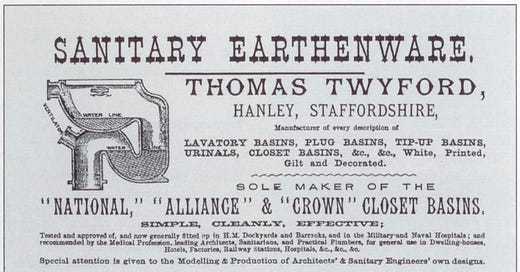 SANITARY EARTHENWARE.
THOMAS TWYFORD,
HANLEY, STAFFORDSHIRE,
Manufacturer of every description of
LAVATORY BASINS, PLUG BASINS, TIP-UP BASINS,
URINALS, CLOSET BASINS, &c., &c., White, Printed,
Gilt and Decorated.
VENTILATING
WATER LINE
WATER LINE
SOLE MAKER OF THE
"NATIONAL," "ALLIANCE" & "CROWN" CLOSET BASINS.
SIMPLE, CLEANLY, EFFECTIVE;
Tested and approved of, and now generally fitted up in H.M. Dockyards and Barracks, and in the Military and Naval Hospitals; and
recommended by the Medical Profession, leading Architects, Sanitarians, and Practical Plumbers, for general use in Dwelling-houses,
Hotels, Factories, Railway Stations, Hospitals, &c., &c., &c.
Special attention is given to the Modelling & Production of Architects' & Sanitary Engineers' own designs.